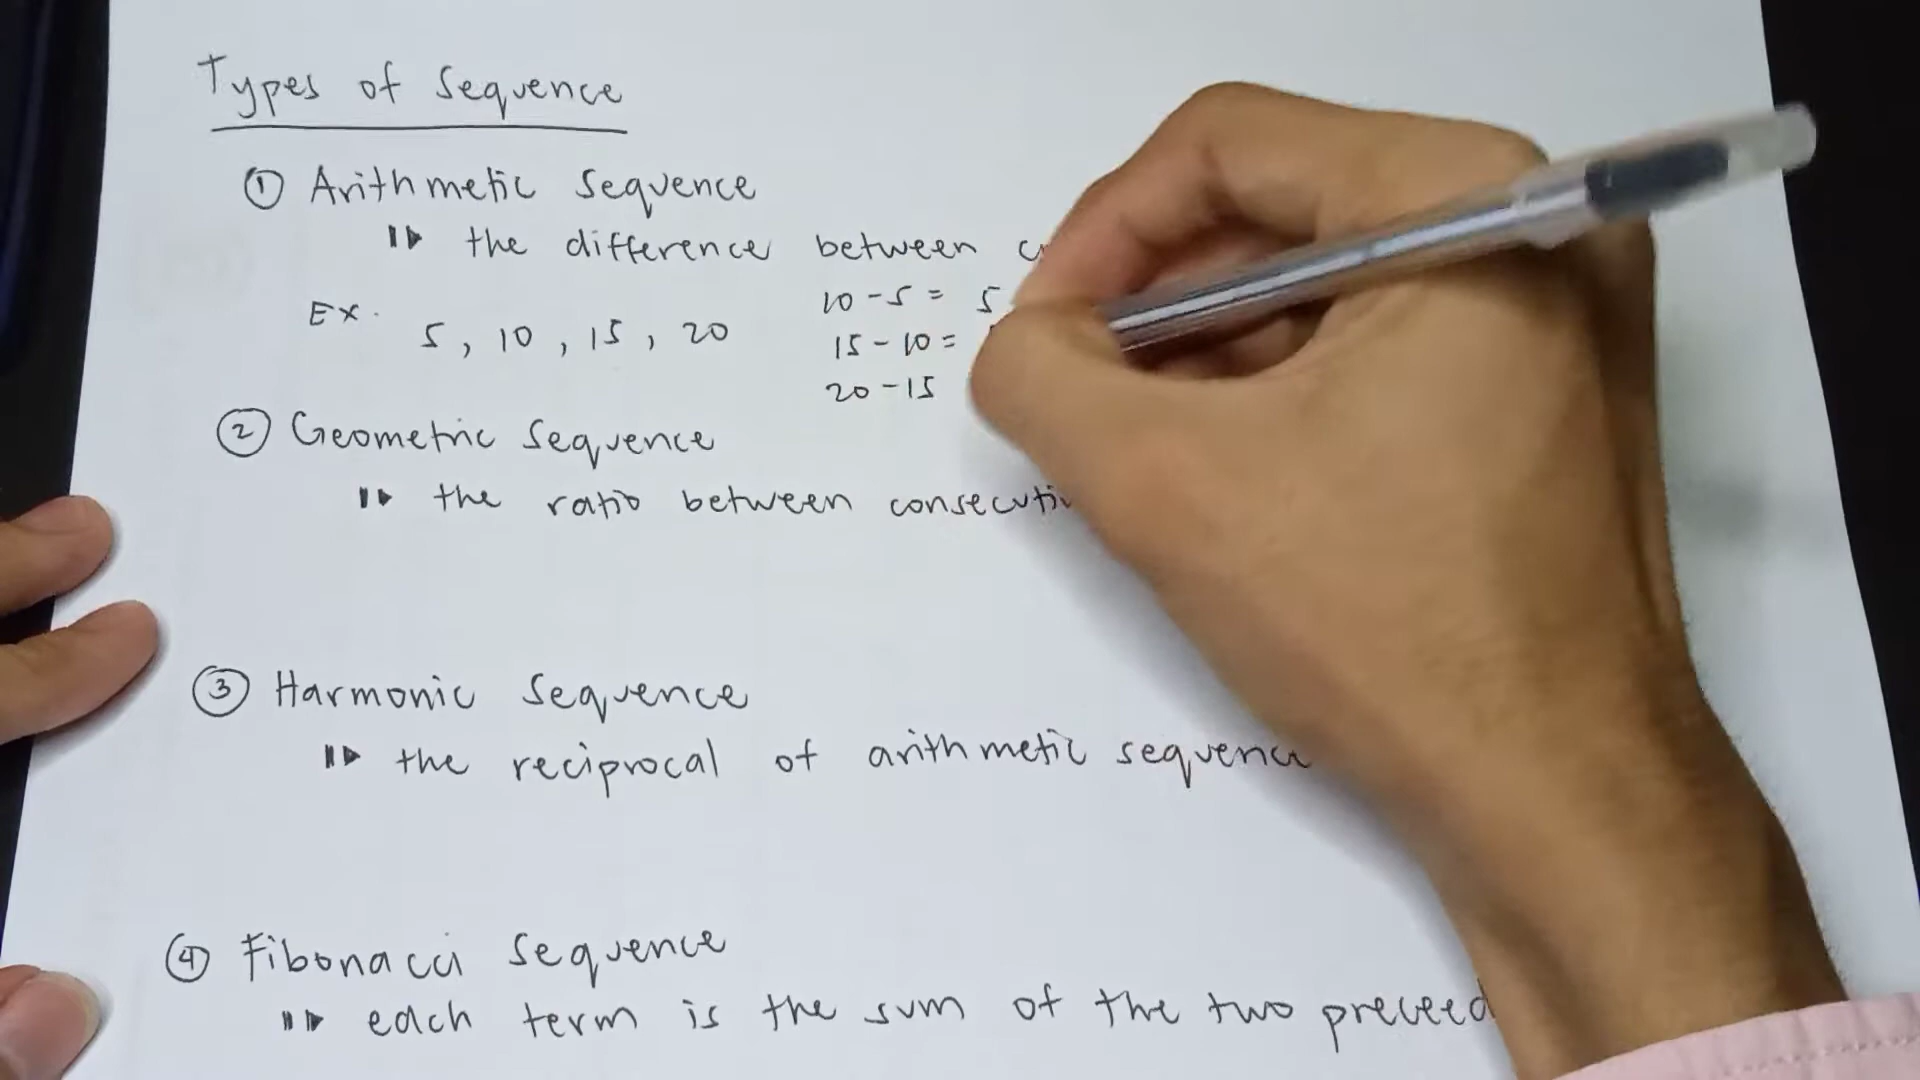 Types of Sequence
① Arithmetic Sequence
the difference between
10 - 5 = 5
Ex. 5, 10, 15, 20
15 - 10 =
20 - 15
② Geometric Sequence
the ratio between
③ Harmonic Sequence
the reciprocal of arithmetic
④ Fibonacci Sequence
each term is the sum of the two